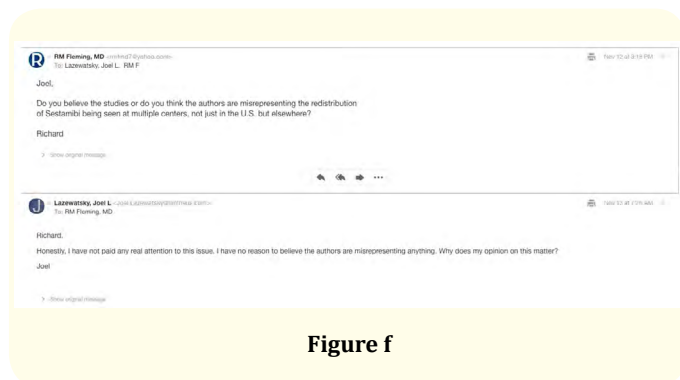 R
RM Fleming, MD
To: Lazewatsky, Joel L. RM F
Joel,
Do you believe the studies or do you think the authors are misrepresenting the redistribution
of Sestamibi being seen at multiple centers, not just in the U.S. but elsewhere?
Richard
> Show original message
J
Lazewatsky, Joel L
To: RM Fleming, MD
Richard,
Honestly, I have not paid any real attention to this issue. I have no reason to believe the authors are misrepresenting anything. Why does my opinion on this matter?
Joel
> Show original message
Figure f